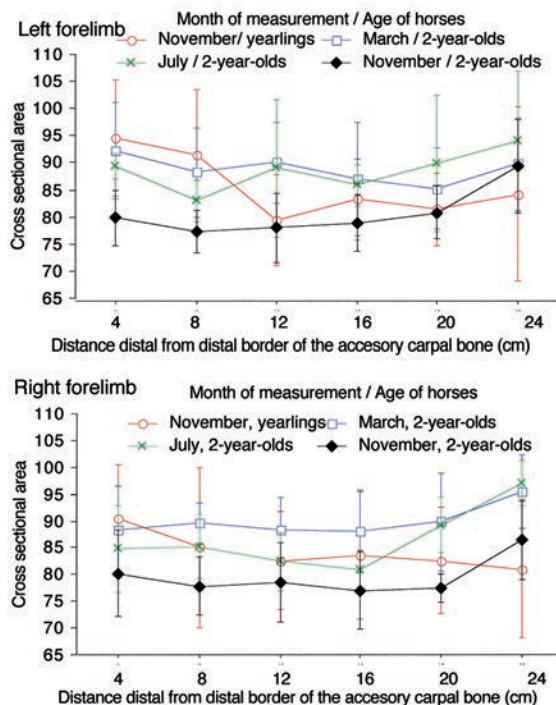 Left forelimb
Month of measurement / Age of horses
November/ yearlings
March / 2-year-olds
July / 2-year-olds
November / 2-year-olds
Cross sectional area
110
105
100
95
90
85
80
75
70
65
4 8 12 16 20 24
Distance distal from distal border of the accesory carpal bone (cm)
Right forelimb
Month of measurement / Age of horses
November, yearlings
March, 2-year-olds
July, 2-year-olds
November, 2-year-olds
Cross sectional area
110
105
100
95
90
85
80
75
70
65
4 8 12 16 20 24
Distance distal from distal border of the accesory carpal bone (cm)